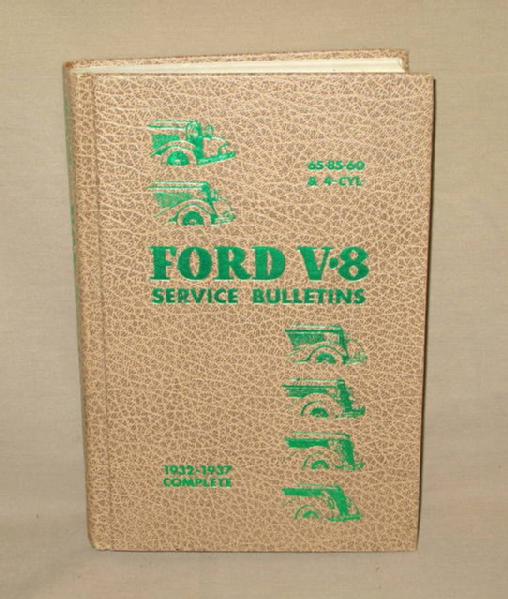 65-85-60
& 4-CYL
FORD V·8
SERVICE BULLETINS
1932-1937
COMPLETE